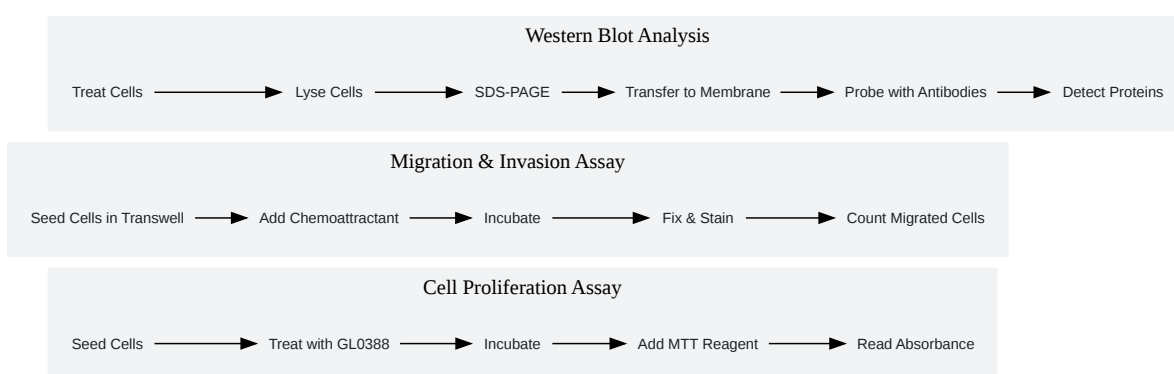 Western Blot Analysis
Treat Cells Lyse Cells SDS-PAGE Transfer to Membrane Probe with Antibodies Detect Proteins
Migration & Invasion Assay
Seed Cells in Transwell Add Chemoattractant Incubate Fix & Stain Count Migrated Cells
Cell Proliferation Assay
Seed Cells Treat with GL0388 Incubate Add MTT Reagent Read Absorbance